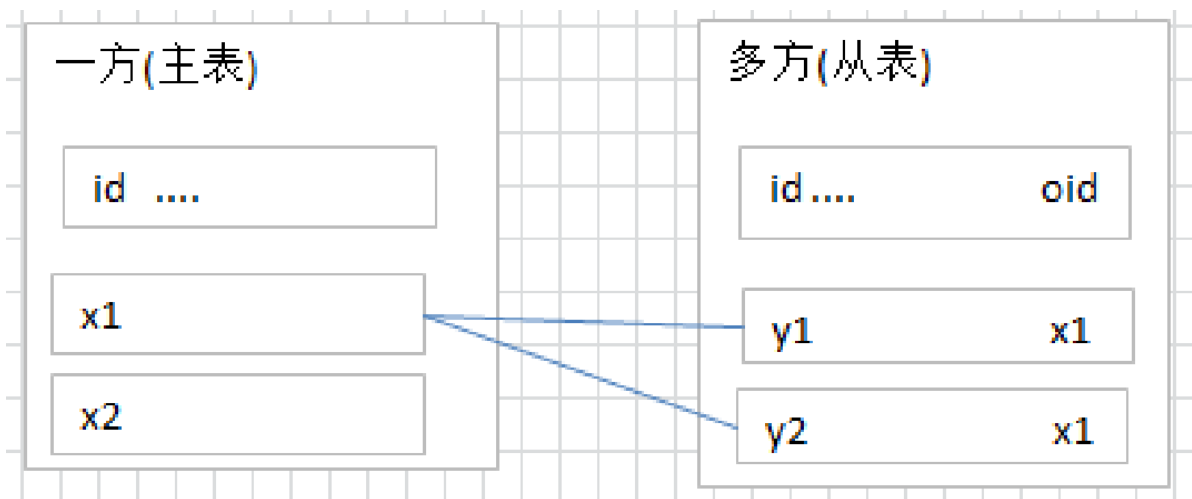 一方(主表)
id ....
x1
x2
多方(从表)
id .... oid
y1 x1
y2 x1